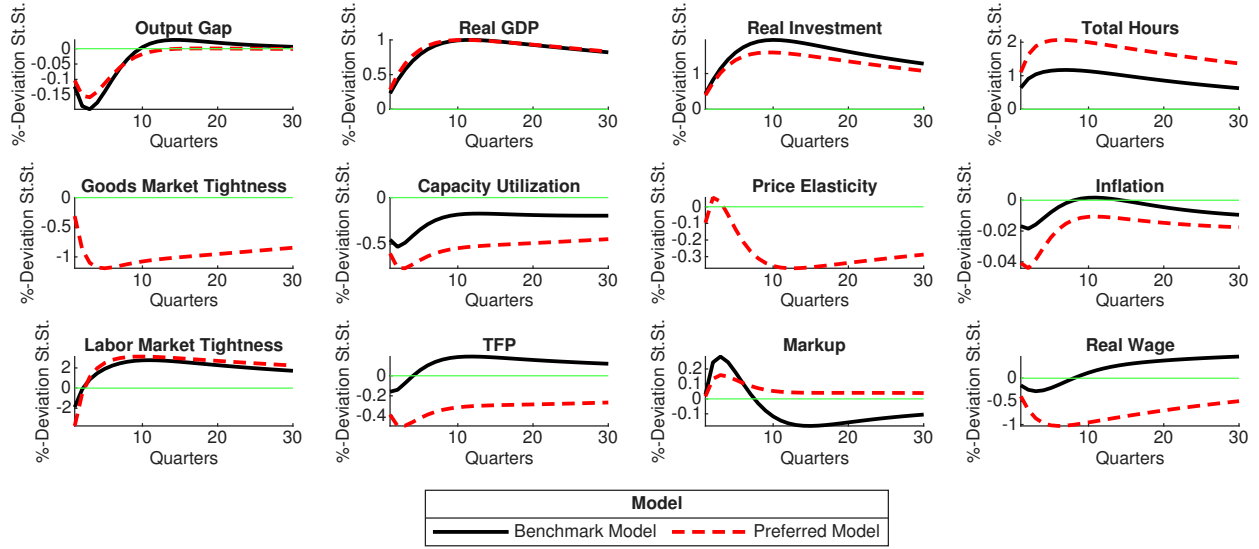 Output Gap
%-Deviation St.St.
0
-0.05
-0.1
-0.15
10 20 30
Quarters
Real GDP
%-Deviation St.St.
1
0.5
0
10 20 30
Quarters
Real Investment
%-Deviation St.St.
1
0
10 20 30
Quarters
Total Hours
%-Deviation St.St.
2
1
0
10 20 30
Quarters
Goods Market Tightness
%-Deviation St.St.
0
-0.5
-1
10 20 30
Quarters
Capacity Utilization
%-Deviation St.St.
0
-0.5
10 20 30
Quarters
Price Elasticity
%-Deviation St.St.
0
-0.1
-0.2
-0.3
10 20 30
Quarters
Inflation
%-Deviation St.St.
0
-0.02
-0.04
10 20 30
Quarters
Labor Market Tightness
%-Deviation St.St.
2
0
-2
10 20 30
Quarters
TFP
%-Deviation St.St.
0
-0.2
-0.4
10 20 30
Quarters
Markup
%-Deviation St.St.
0.2
0.1
0
-0.1
10 20 30
Quarters
Real Wage
%-Deviation St.St.
0
-0.5
-1
10 20 30
Quarters
Model
Benchmark Model Preferred Model